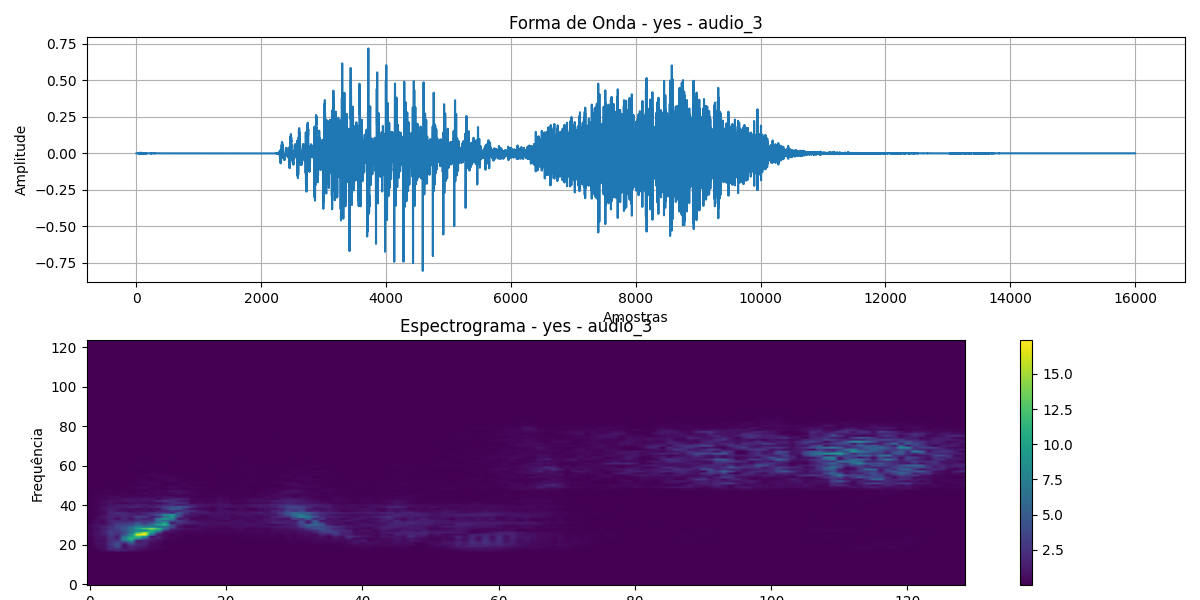 Forma de Onda - yes - audio_3
0.75
0.50
0.25
0.00
−0.25
−0.50
−0.75
Amplitude
0 2000 4000 6000 8000 10000 12000 14000 16000
Amostras
Espectrograma - yes - audio_3
120
100
80
60
40
20
0
Frequência
0 20 40 60 80 100 120
15.0
12.5
10.0
7.5
5.0
2.5